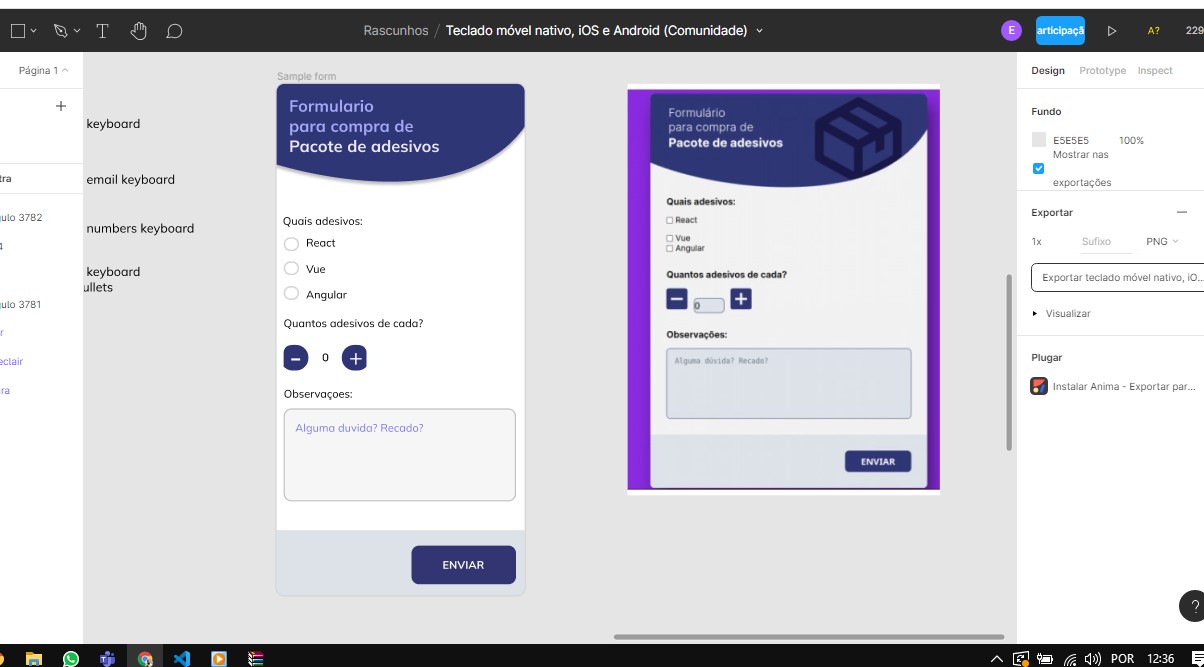 Rascunhos / Teclado móvel nativo, iOS e Android (Comunidade)
E
articipaçã
A?
229
Página 1
tra
ulo 3782
4
ulo 3781
r
eclair
ra
keyboard
email keyboard
numbers keyboard
keyboard
ullets
Sample form
Formulario
para compra de
Pacote de adesivos
Quais adesivos:
React
Vue
Angular
Quantos adesivos de cada?
0
Observaçoes:
Alguma duvida? Recado?
ENVIAR
Formulário
para compra de
Pacote de adesivos
Quais adesivos:
React
Vue
Angular
Quantos adesivos de cada?
0
Observações:
Alguma dúvida? Recado?
ENVIAR
Design Prototype Inspect
Fundo
E5E5E5 100%
Mostrar nas
exportações
Exportar
1x Sufixo PNG
Exportar teclado móvel nativo, iO...
Visualizar
Plugar
Instalar Anima - Exportar par...
?
POR 12:36